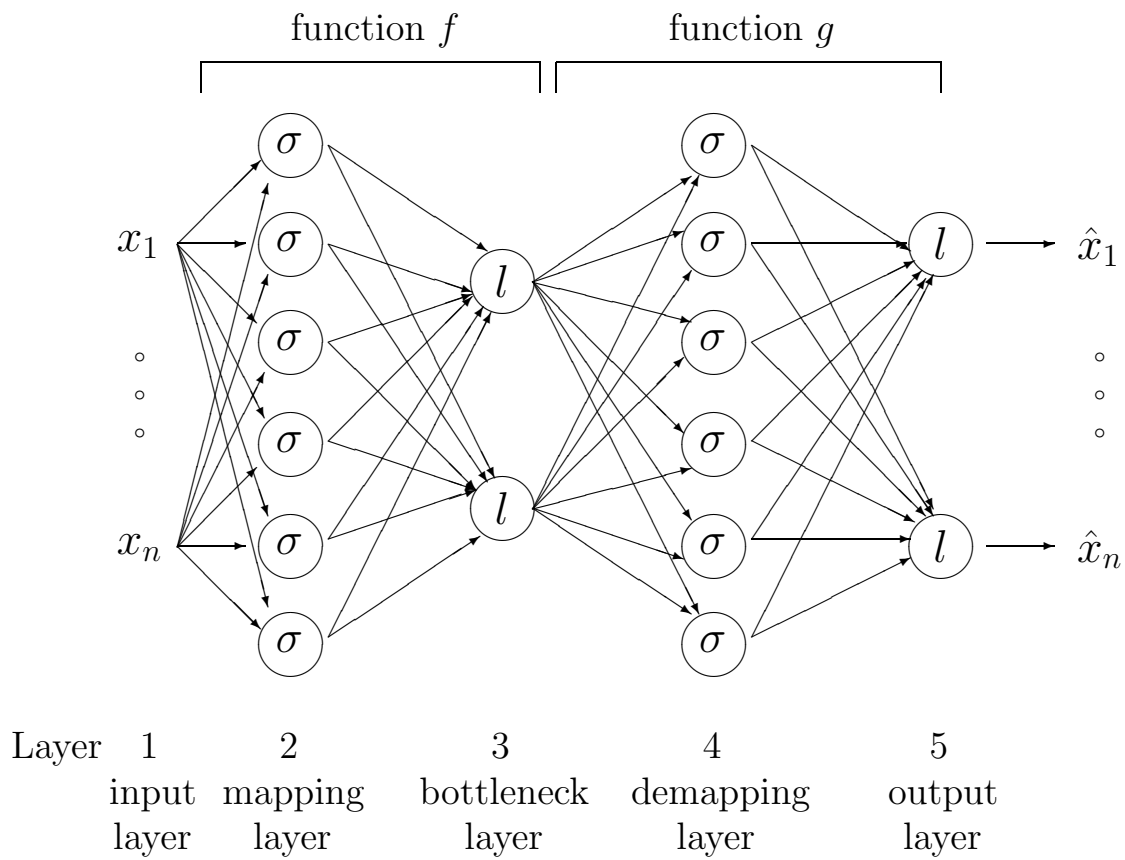 function f function g
σ σ
x₁ σ σ l x̂₁
l
σ σ
σ σ
l
xₙ σ σ l x̂ₙ
σ σ
Layer 1 2 3 4 5
input mapping bottleneck demapping output
layer layer layer layer layer